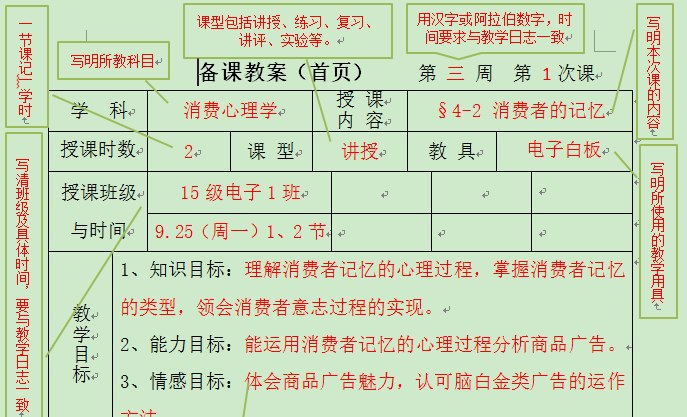 一节课记一学时
写明所教科目
课型包括讲授、练习、复习、
讲评、实验等。
用汉字或阿拉伯数字，时
间要求与教学日志一致
写明本次课的内容
备课教案（首页） 第 三 周 第 1 次课
学 科 消费心理学 授 课
内 容 §4-2 消费者的记忆
授课时数 2 课 型 讲授 教 具 电子白板
授课班级 15 级电子 1 班
与时间 9.25（周一）1、2 节
写清班级及具体时间，要与教学日志一致
写明所使用的教学用具
教学目标
1、知识目标：理解消费者记忆的心理过程，掌握消费者记忆
的类型，领会消费者意志过程的实现。
2、能力目标：能运用消费者记忆的心理过程分析商品广告。
3、情感目标：体会商品广告魅力，认可脑白金类广告的运作
方法